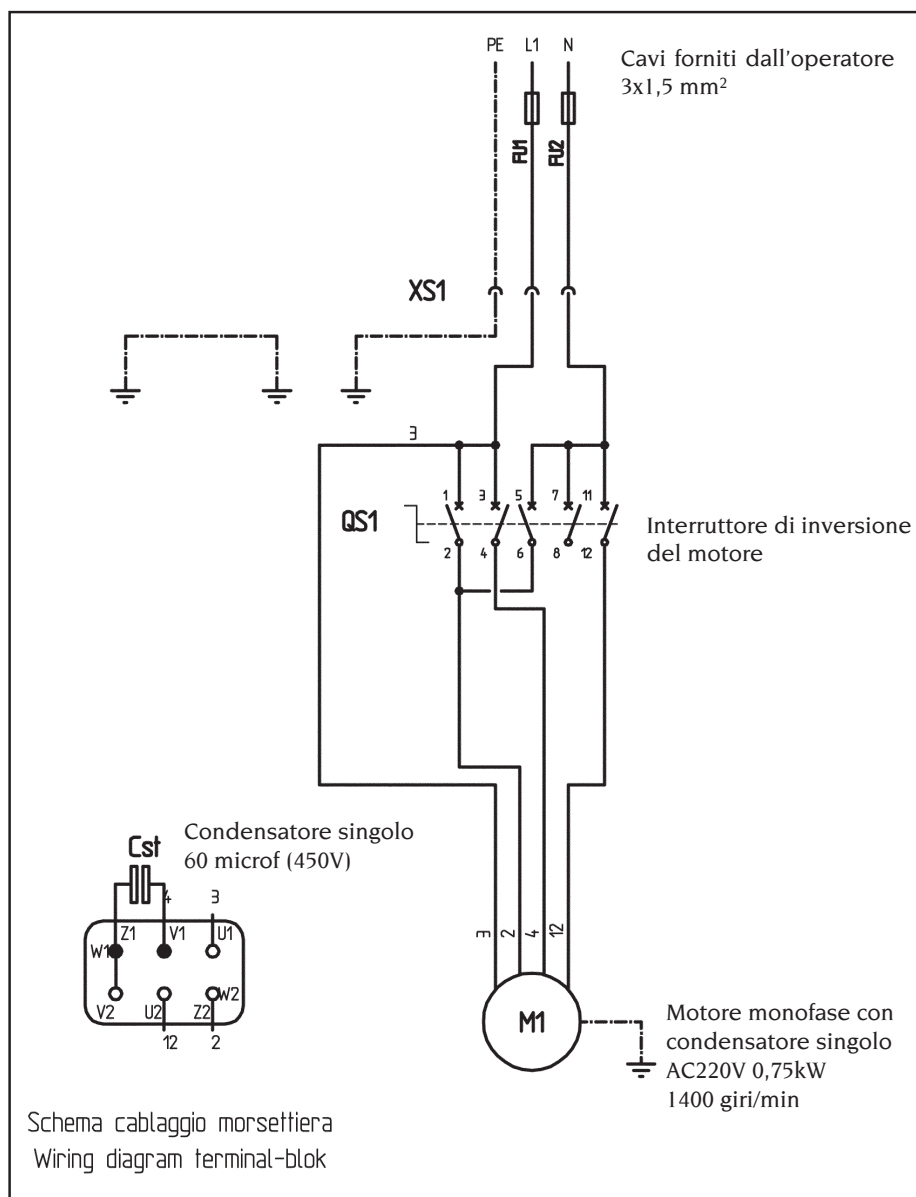 PE L1 N
Cavi forniti dall'operatore
3x1,5 mm²
FU1 FU2
XS1
3
1 3 5 7 11
QS1
2 4 6 8 12
Interruttore di inversione
del motore
Condensatore singolo
60 microf (450V)
Cst
4 3
Z1 V1 U1
W1
W2
V2 U2 Z2
12 2
3 2 4 12
M1
Motore monofase con
condensatore singolo
AC220V 0,75kW
1400 giri/min
Schema cablaggio morsettiera
Wiring diagram terminal-blok